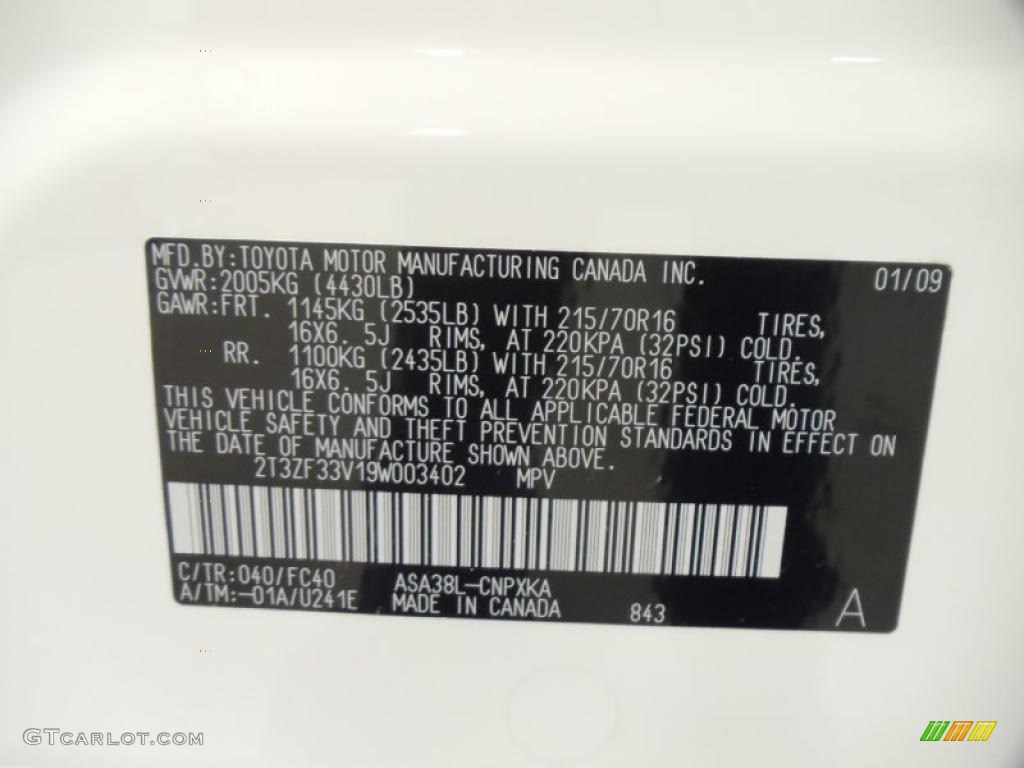 MFD.BY:TOYOTA MOTOR MANUFACTURING CANADA INC. 01/09
GVWR:2005KG (4430LB)
GAWR:FRT. 1145KG (2535LB) WITH 215/70R16 TIRES,
16X6. 5J RIMS, AT 220KPA (32PSI) COLD.
RR. 1100KG (2435LB) WITH 215/70R16 TIRES,
16X6. 5J RIMS, AT 220KPA (32PSI) COLD.
THIS VEHICLE CONFORMS TO ALL APPLICABLE FEDERAL MOTOR
VEHICLE SAFETY AND THEFT PREVENTION STANDARDS IN EFFECT ON
THE DATE OF MANUFACTURE SHOWN ABOVE.
2T3ZF33V19W003402 MPV
C/TR:040/FC40 ASA38L-CNPXKA
A/TM:-01A/U241E MADE IN CANADA 843 A
GTCARLOT.COM